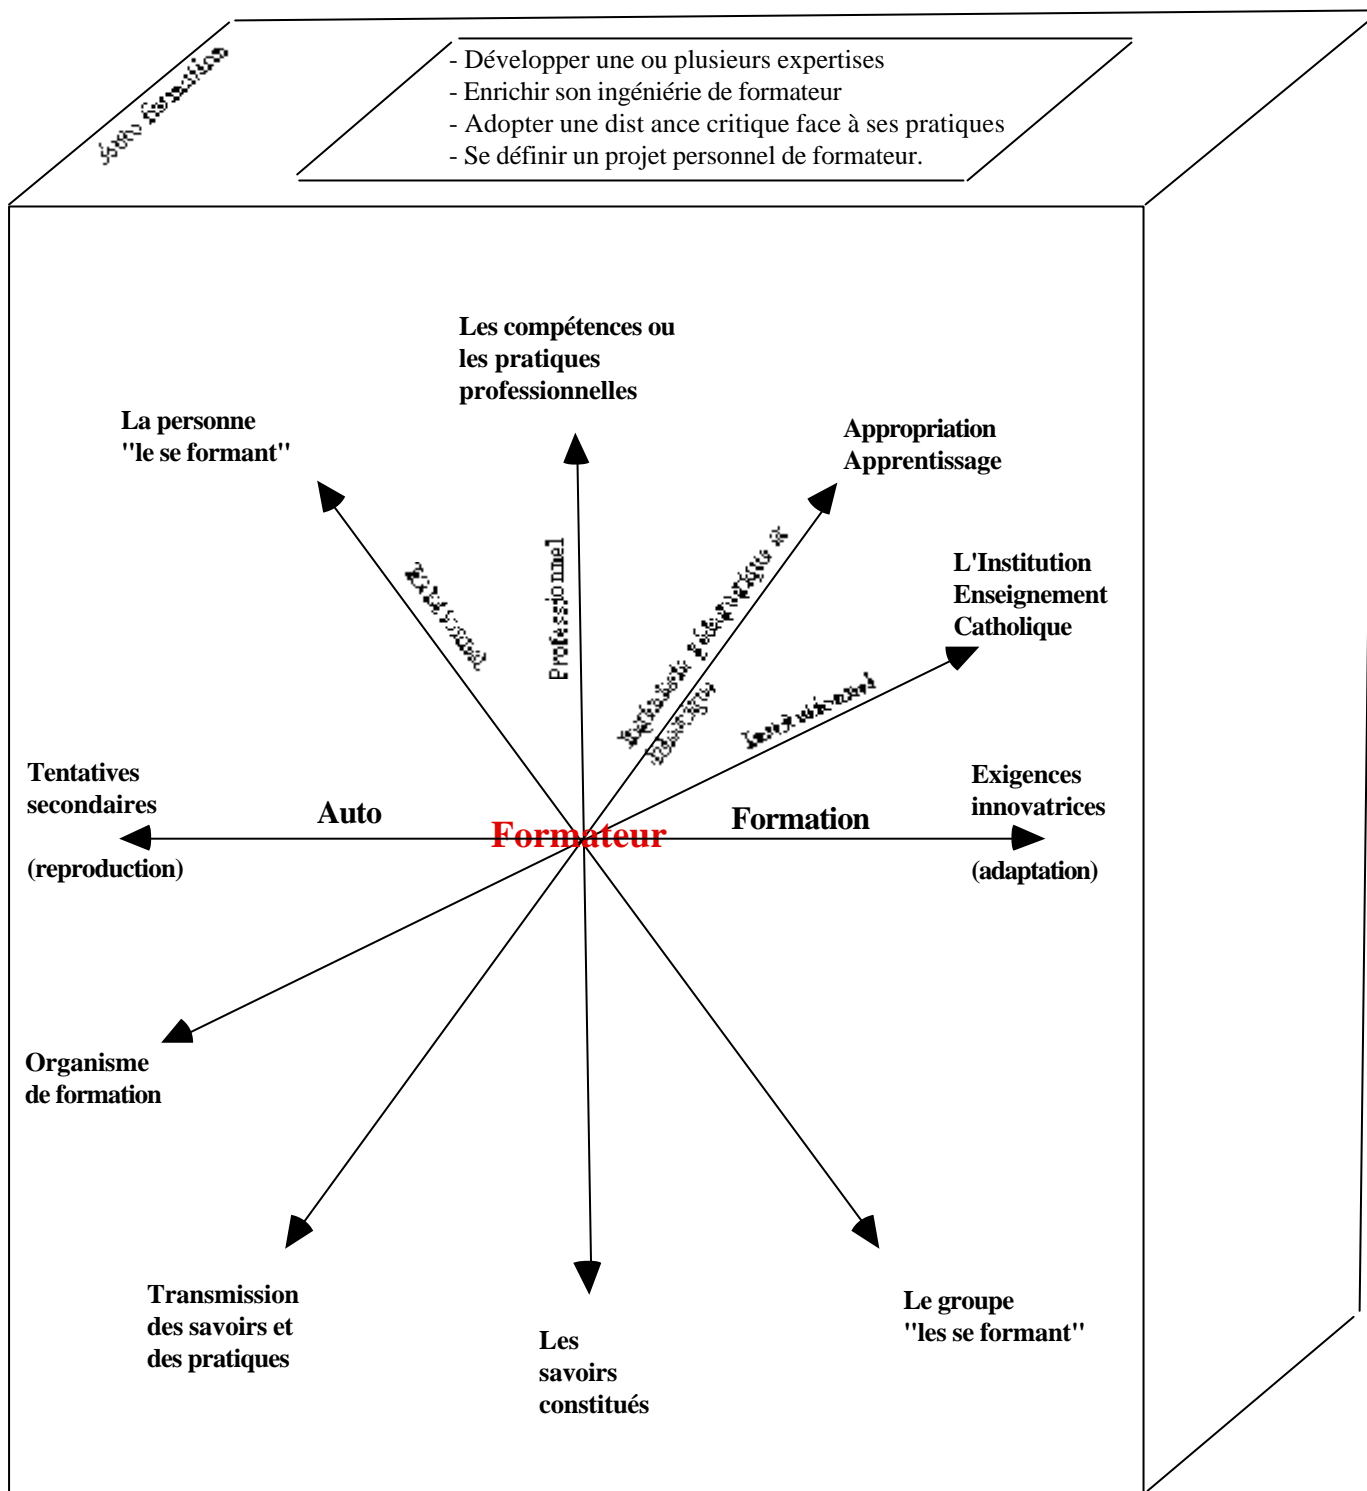 - Développer une ou plusieurs expertises
- Enrichir son ingéniérie de formateur
- Adopter une dist ance critique face à ses pratiques
- Se définir un projet personnel de formateur.
formation
Les compétences ou
les pratiques
professionnelles
La personne
"le se formant"
Appropriation
Apprentissage
Professionnel
L'Institution
Enseignement
Catholique
Institutionnel
Tentatives
secondaires
(reproduction)
Auto
Formateur
Formation
Exigences
innovatrices
(adaptation)
Organisme
de formation
Transmission
des savoirs et
des pratiques
Les
savoirs
constitués
Le groupe
"les se formant"